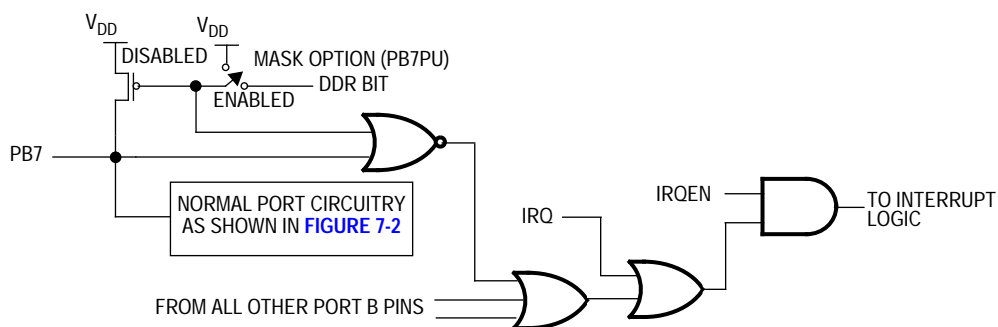 VDD
VDD
DISABLED
MASK OPTION (PB7PU)
DDR BIT
ENABLED
PB7
NORMAL PORT CIRCUITRY
AS SHOWN IN FIGURE 7-2
IRQEN
TO INTERRUPT
LOGIC
IRQ
FROM ALL OTHER PORT B PINS